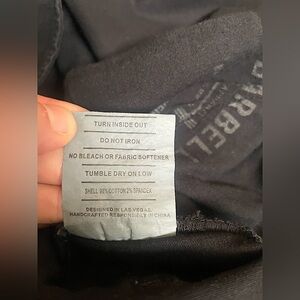 TURN INSIDE OUT
DO NOT IRON
NO BLEACH OR FABRIC SOFTENER
TUMBLE DRY ON LOW
SHELL 98% COTTON 2% SPANDEX
DESIGNED IN LAS VEGAS.
HANDCRAFTED RESPONSIBLY IN CHINA.
BARBELL